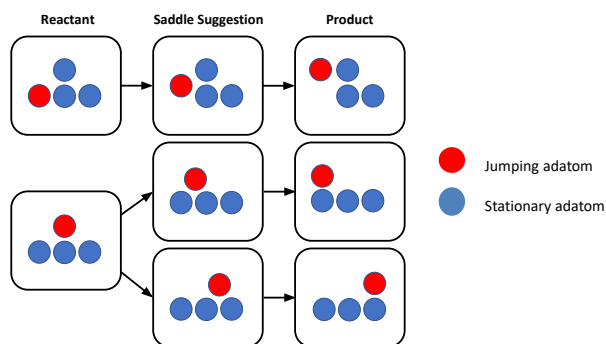 Reactant
Saddle Suggestion
Product
Jumping adatom
Stationary adatom